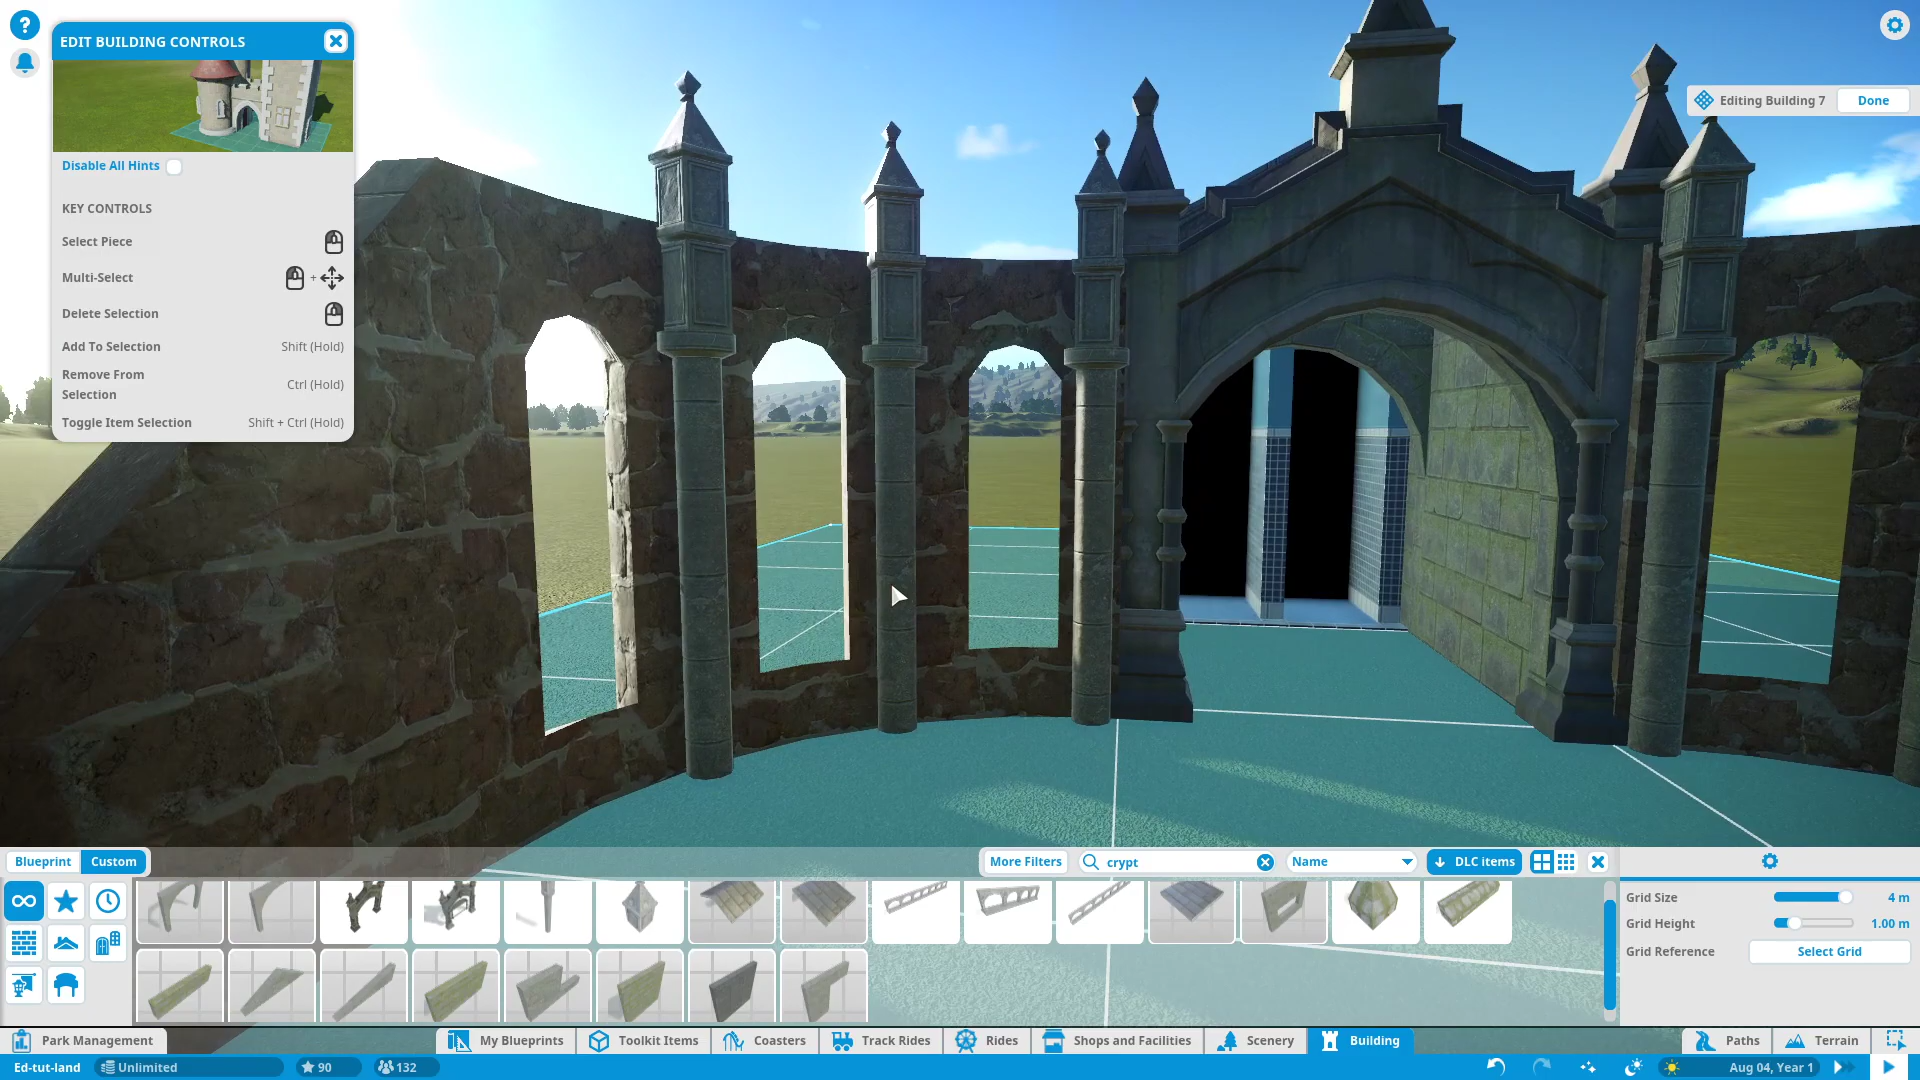 ?
EDIT BUILDING CONTROLS
Disable All Hints
KEY CONTROLS
Select Piece
Multi-Select +
Delete Selection
Add To Selection Shift (Hold)
Remove From
Selection Ctrl (Hold)
Toggle Item Selection Shift + Ctrl (Hold)
Editing Building 7 Done
Blueprint Custom
More Filters crypt Name DLC items
Grid Size 4 m
Grid Height 1.00 m
Grid Reference Select Grid
Park Management My Blueprints Toolkit Items Coasters Track Rides Rides Shops and Facilities Scenery Building Paths Terrain
Ed-tut-land Unlimited 90 132 Aug 04, Year 1